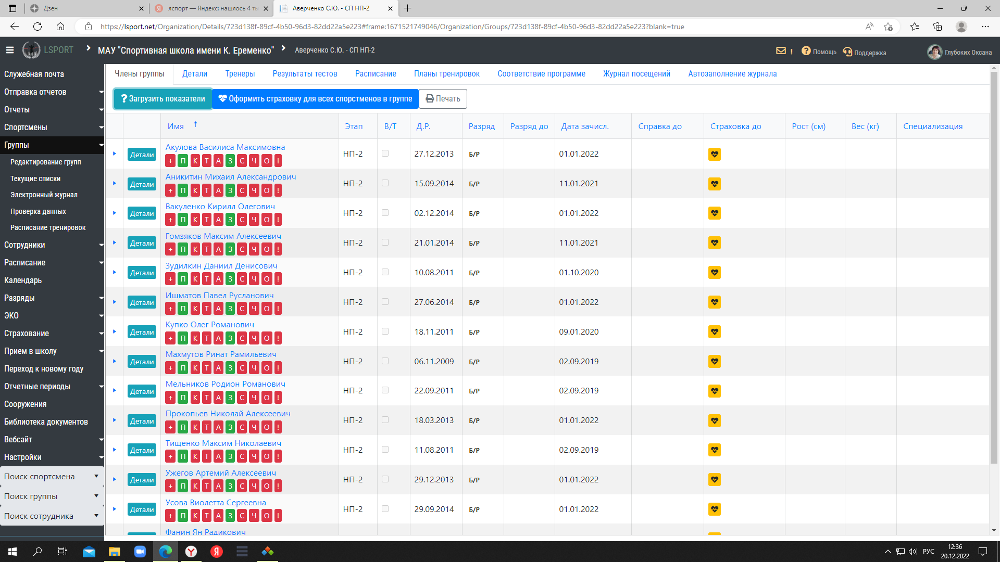 Дзен
лспорт — Яндекс: нашлось 4 ты
Аверченко С.Ю. - СП НП-2
https://lsport.net/Organization/Details/723d138f-89cf-4b50-96d3-82dd22a5e223#frame:1671521749046/Organization/Groups/723d138f-89cf-4b50-96d3-82dd22a5e223?blank=true
LSPORT
МАУ "Спортивная школа имени К. Еременко"
Аверченко С.Ю. - СП НП-2
!
Помощь
Поддержка
Глубоких Оксана
Служебная почта
Отправка отчетов
Отчеты
Спортсмены
Группы
Редактирование групп
Текущие списки
Электронный журнал
Проверка данных
Расписание тренировок
Сотрудники
Расписание
Календарь
Разряды
ЭКО
Страхование
Прием в школу
Переход к новому году
Отчетные периоды
Сооружения
Библиотека документов
Вебсайт
Настройки
Поиск спортсмена
Поиск группы
Поиск сотрудника
Члены группы Детали Тренеры Результаты тестов Расписание Планы тренировок Соответствие программе Журнал посещений Автозаполнение журнала
? Загрузить показатели Оформить страховку для всех спорстменов в группе Печать
Имя Этап В/Т Д.Р. Разряд Разряд до Дата зачисл. Справка до Страховка до Рост (см) Вес (кг) Специализация
Акулова Василиса Максимовна
Детали НП-2 27.12.2013 Б/Р 01.01.2022
+ П К Т А З С Ч О !
Аникитин Михаил Александрович
Детали НП-2 15.09.2014 Б/Р 11.01.2021
+ П К Т А З С Ч О !
Вакуленко Кирилл Олегович
Детали НП-2 02.12.2014 Б/Р 01.01.2022
+ П К Т А З С Ч О !
Гомзяков Максим Алексеевич
Детали НП-2 21.01.2014 Б/Р 11.01.2021
+ П К Т А З С Ч О !
Зудилкин Даниил Денисович
Детали НП-2 10.08.2011 Б/Р 01.10.2020
+ П К Т А З С Ч О !
Ишматов Павел Русланович
Детали НП-2 27.06.2014 Б/Р 01.01.2022
+ П К Т А З С Ч О !
Купко Олег Романович
Детали НП-2 18.11.2011 Б/Р 09.01.2020
+ П К Т А З С Ч О !
Махмутов Ринат Рамильевич
Детали НП-2 06.11.2009 Б/Р 02.09.2019
+ П К Т А З С Ч О !
Мельников Родион Романович
Детали НП-2 22.09.2011 Б/Р 02.09.2019
+ П К Т А З С Ч О !
Прокопьев Николай Алексеевич
Детали НП-2 18.03.2013 Б/Р 01.01.2022
+ П К Т А З С Ч О !
Тищенко Максим Николаевич
Детали НП-2 11.08.2011 Б/Р 02.09.2019
+ П К Т А З С Ч О !
Ужегов Артемий Алексеевич
Детали НП-2 29.12.2013 Б/Р 01.01.2022
+ П К Т А З С Ч О !
Усова Виолетта Сергеевна
Детали НП-2 29.09.2014 Б/Р 01.01.2022
+ П К Т А З С Ч О !
Фанин Ян Радикович
РУС
12:36
20.12.2022